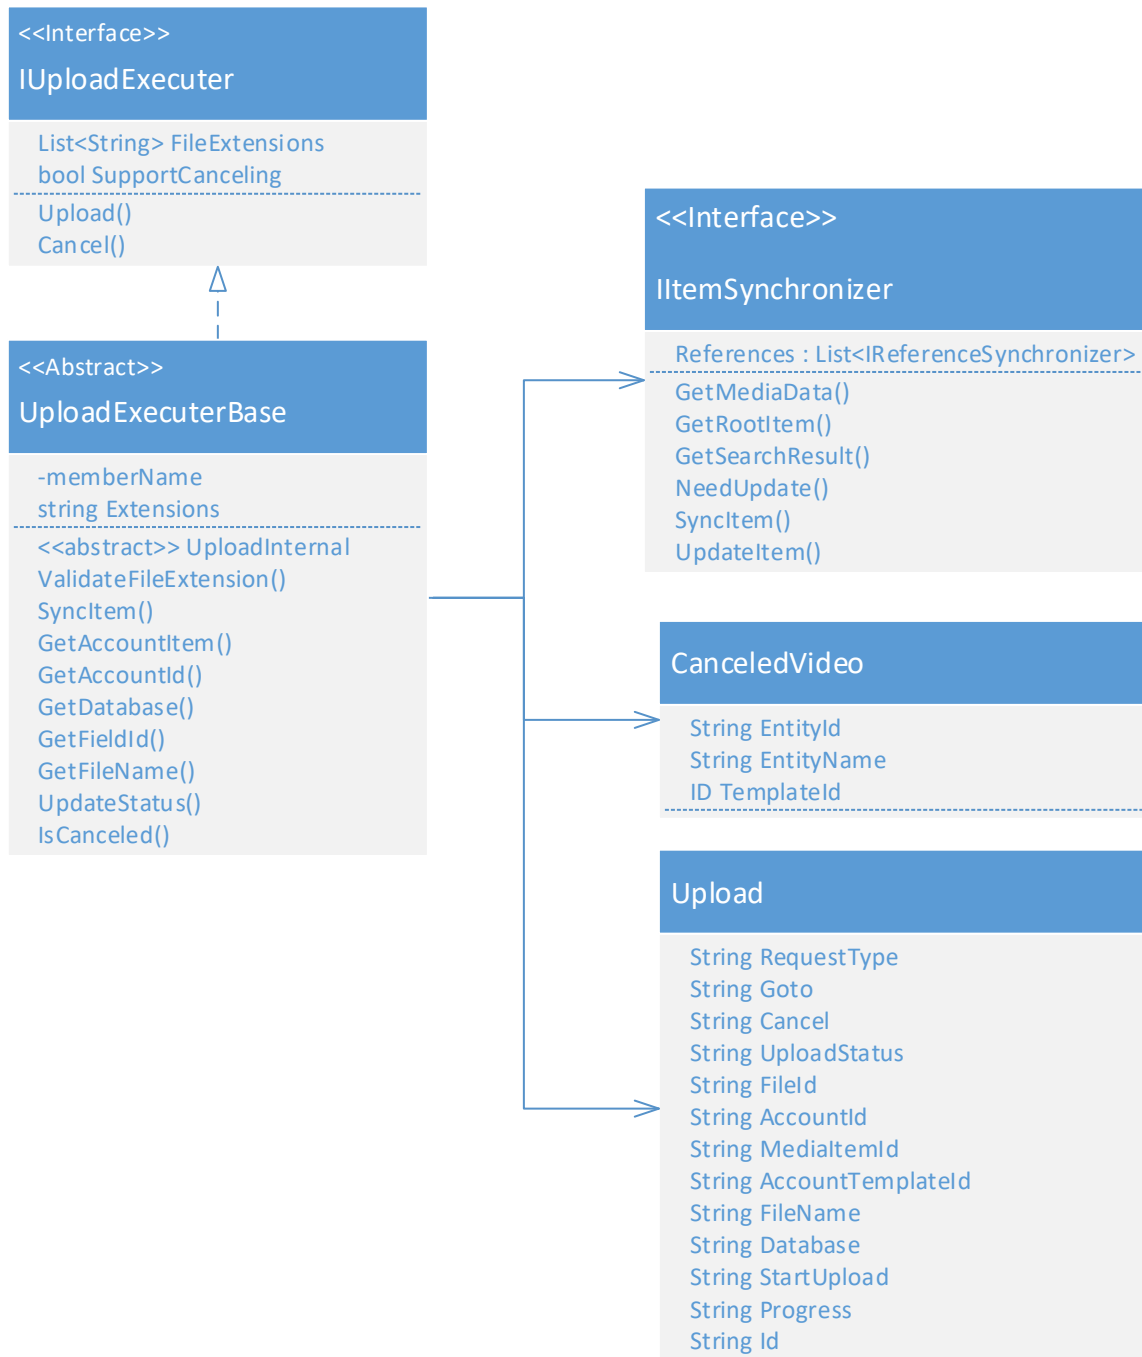 <<Interface>>
IUploadExecuter
List<String> FileExtensions
bool SupportCanceling
Upload()
Cancel()
<<Abstract>>
UploadExecuterBase
-memberName
string Extensions
<<abstract>> UploadInternal
ValidateFileExtension()
SyncItem()
GetAccountItem()
GetAccountId()
GetDatabase()
GetFieldId()
GetFileName()
UpdateStatus()
IsCanceled()
<<Interface>>
IItemSynchronizer
References : List<IReferenceSynchronizer>
GetMediaData()
GetRootItem()
GetSearchResult()
NeedUpdate()
SyncItem()
UpdateItem()
CanceledVideo
String EntityId
String EntityName
ID TemplateId
Upload
String RequestType
String Goto
String Cancel
String UploadStatus
String FileId
String AccountId
String MediaItemId
String AccountTemplateId
String FileName
String Database
String StartUpload
String Progress
String Id